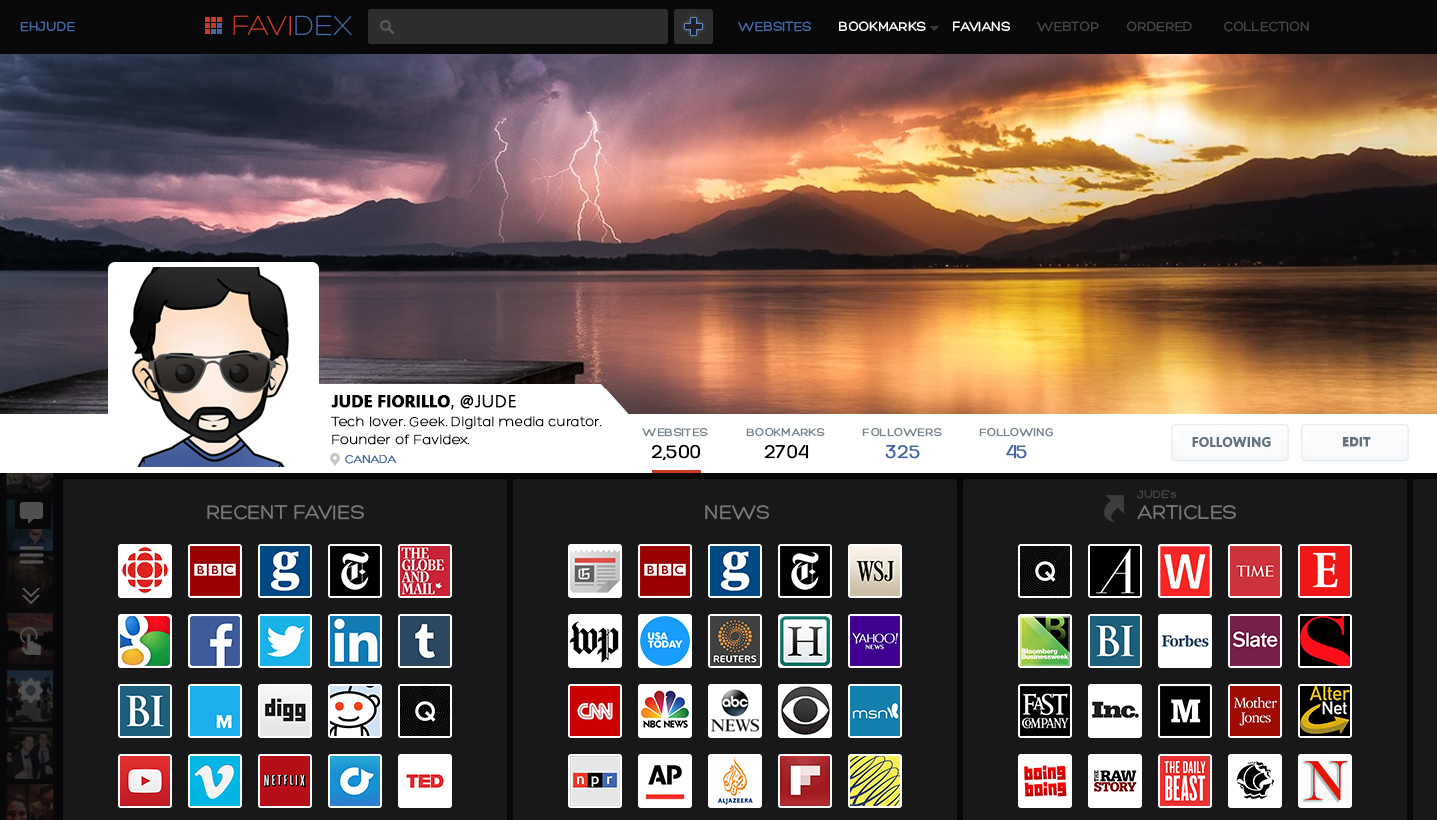 EHJUDE
FAVIDEX
WEBSITES
BOOKMARKS
FAVIANS
WEBTOP
ORDERED
COLLECTION
JUDE FIORILLO, @JUDE
Tech lover. Geek. Digital media curator.
Founder of Favidex.
CANADA
WEBSITES
2,500
BOOKMARKS
2704
FOLLOWERS
325
FOLLOWING
45
FOLLOWING
EDIT
RECENT FAVIES
BBC
g
T
THE
GLOBE
AND
MAIL
g
f
in
t
BI
M
digg
Q
NETFLIX
TED
NEWS
G
BBC
g
T
WSJ
wp
USA
TODAY
REUTERS
H
YAHOO!
NEWS
CNN
NBC NEWS
abc
NEWS
msn
npr
AP
ALJAZEERA
F
JUDE's
ARTICLES
Q
A
W
TIME
E
B
Bloomberg
Businessweek
BI
Forbes
Slate
S
FAST
COMPANY
Inc.
M
Mother
Jones
Alter
Net
boing
boing
THE RAW
STORY
THE DAILY
BEAST
N